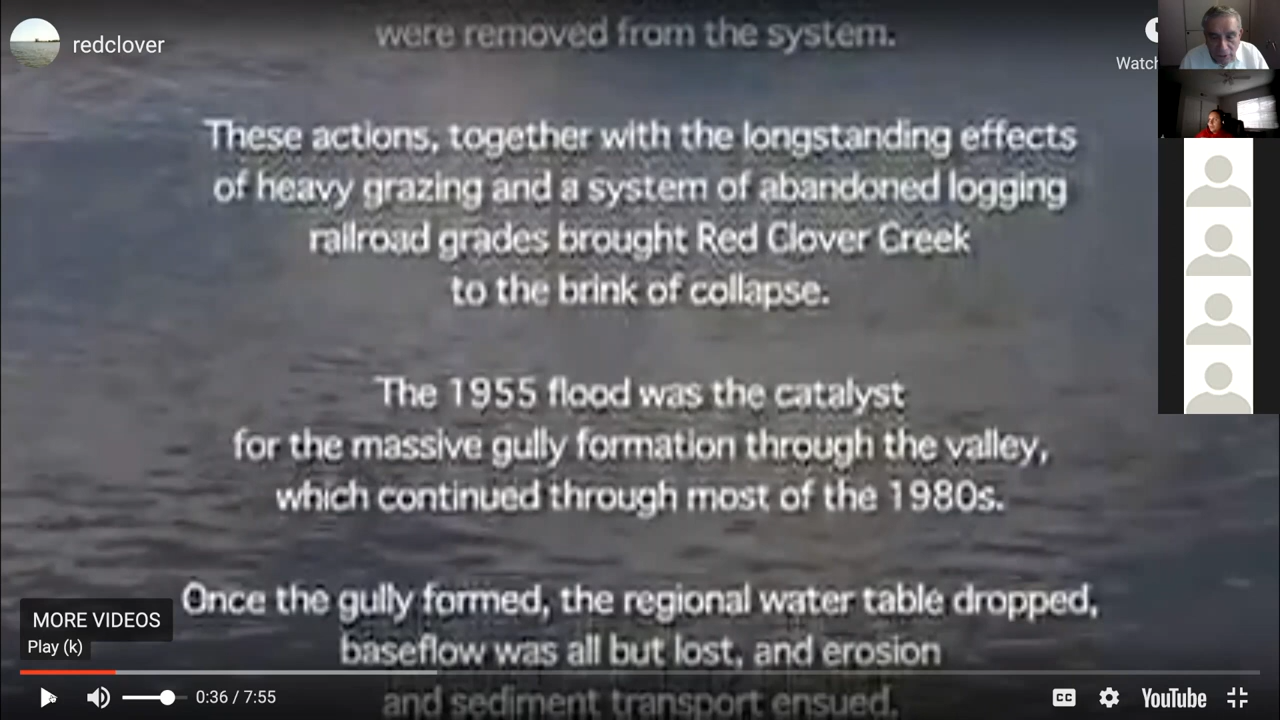 were removed from the system.
redclover
Watch
These actions, together with the longstanding effects
of heavy grazing and a system of abandoned logging
railroad grades brought Red Clover Creek
to the brink of collapse.
The 1955 flood was the catalyst
for the massive gully formation through the valley,
which continued through most of the 1980s.
Once the gully formed, the regional water table dropped,
MORE VIDEOS
Play (k)
baseflow was all but lost, and erosion
and sediment transport ensued.
0:36 / 7:55
CC
YouTube